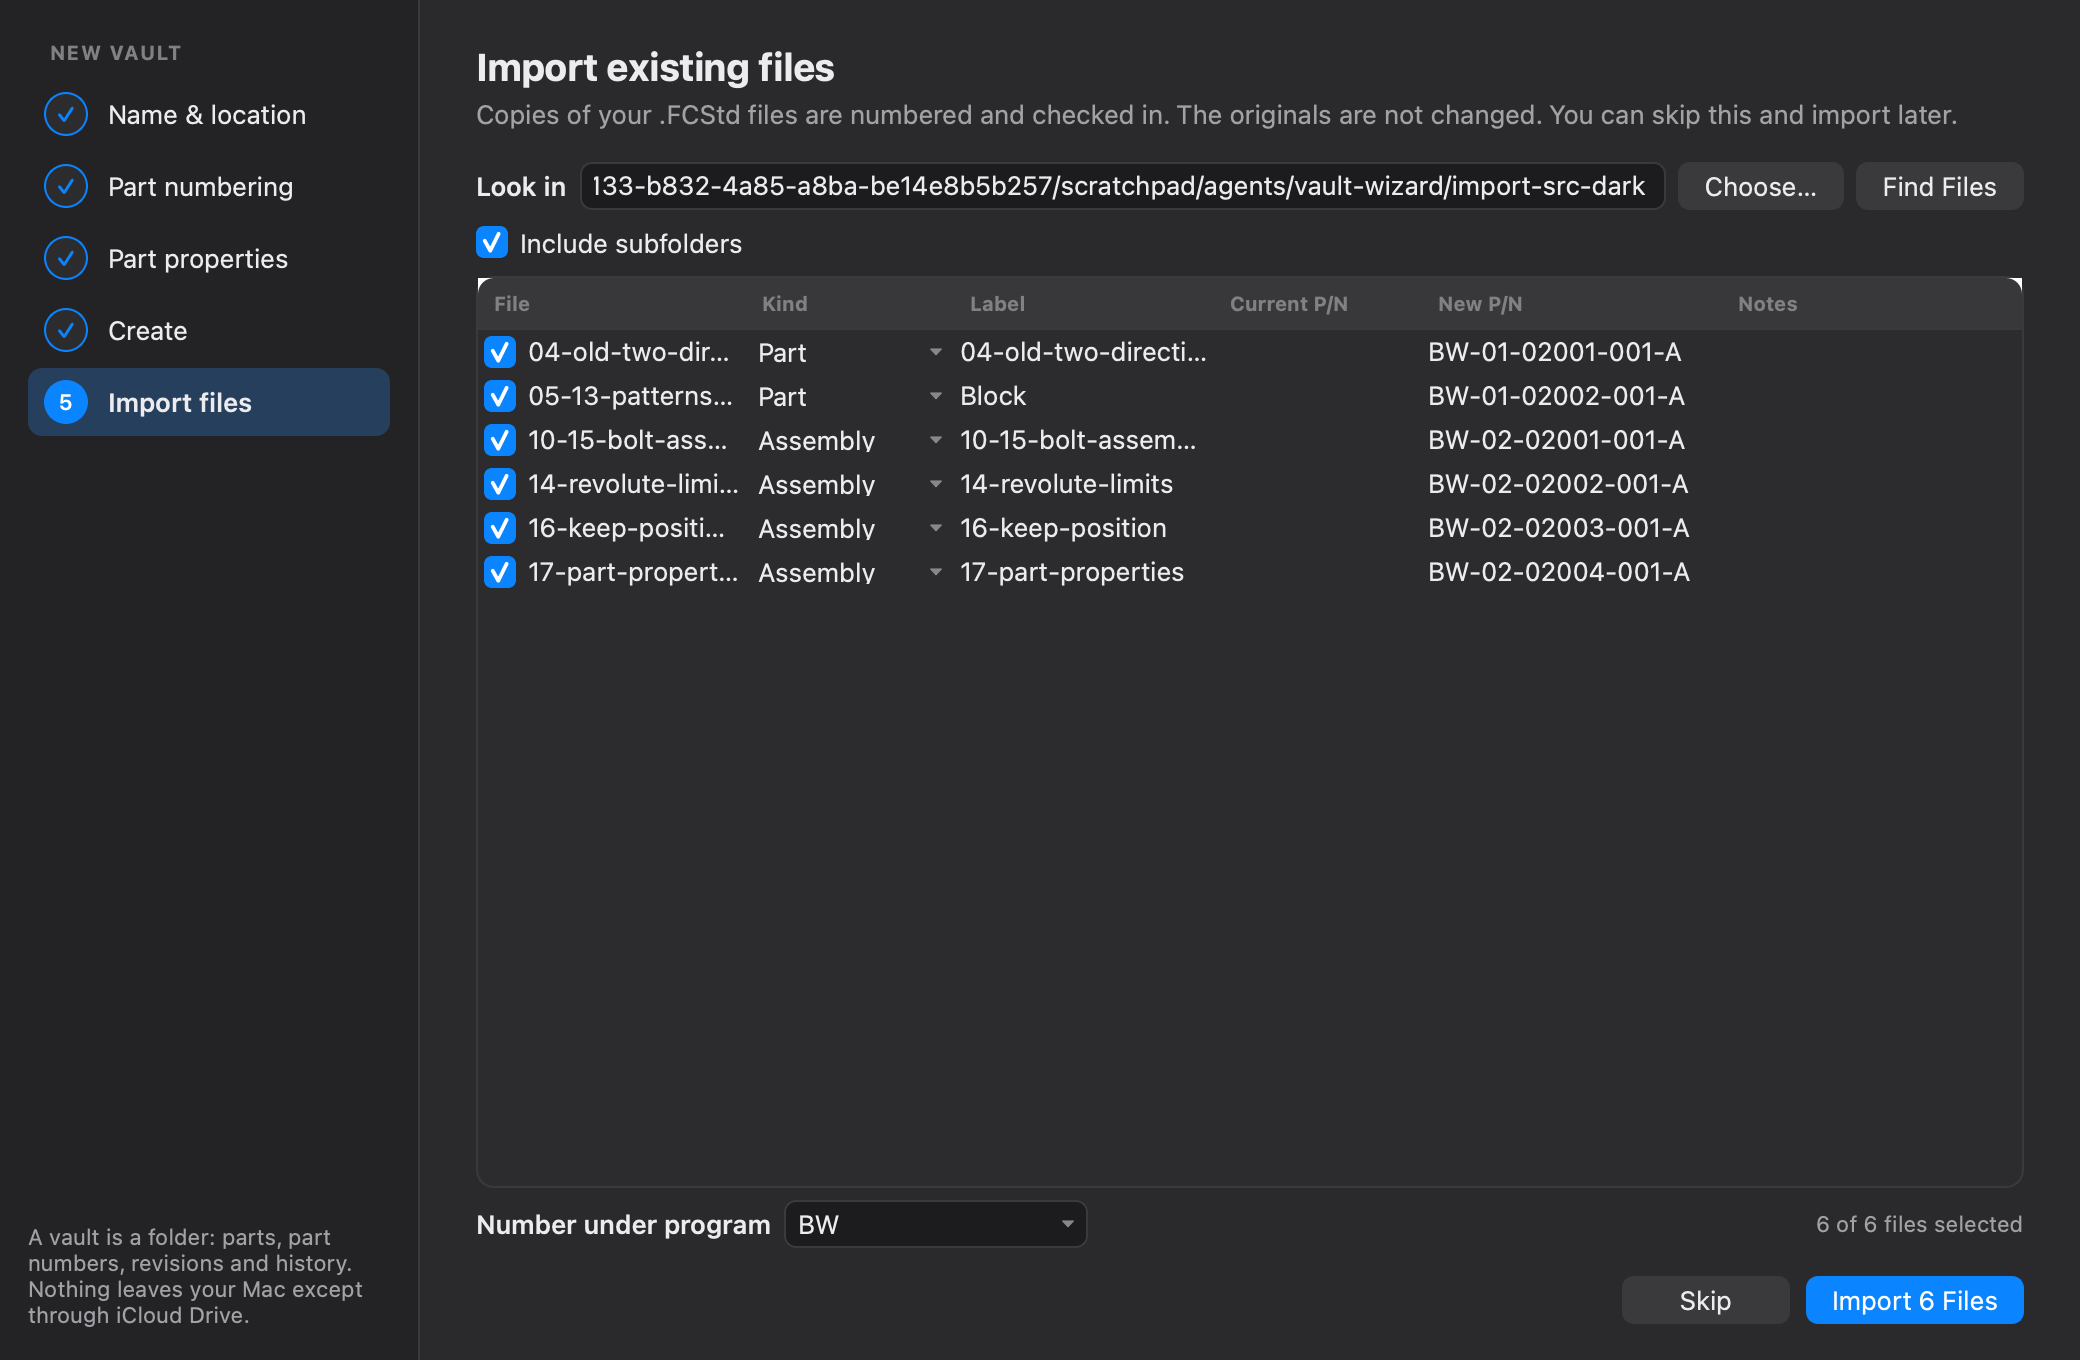 NEW VAULT
Name & location
Part numbering
Part properties
Create
5 Import files
A vault is a folder: parts, part
numbers, revisions and history.
Nothing leaves your Mac except
through iCloud Drive.
Import existing files
Copies of your .FCStd files are numbered and checked in. The originals are not changed. You can skip this and import later.
Look in 133-b832-4a85-a8ba-be14e8b5b257/scratchpad/agents/vault-wizard/import-src-dark Choose... Find Files
Include subfolders
File Kind Label Current P/N New P/N Notes
04-old-two-dir... Part 04-old-two-directi... BW-01-02001-001-A
05-13-patterns... Part Block BW-01-02002-001-A
10-15-bolt-ass... Assembly 10-15-bolt-assem... BW-02-02001-001-A
14-revolute-limi... Assembly 14-revolute-limits BW-02-02002-001-A
16-keep-positi... Assembly 16-keep-position BW-02-02003-001-A
17-part-propert... Assembly 17-part-properties BW-02-02004-001-A
Number under program BW 6 of 6 files selected
Skip Import 6 Files